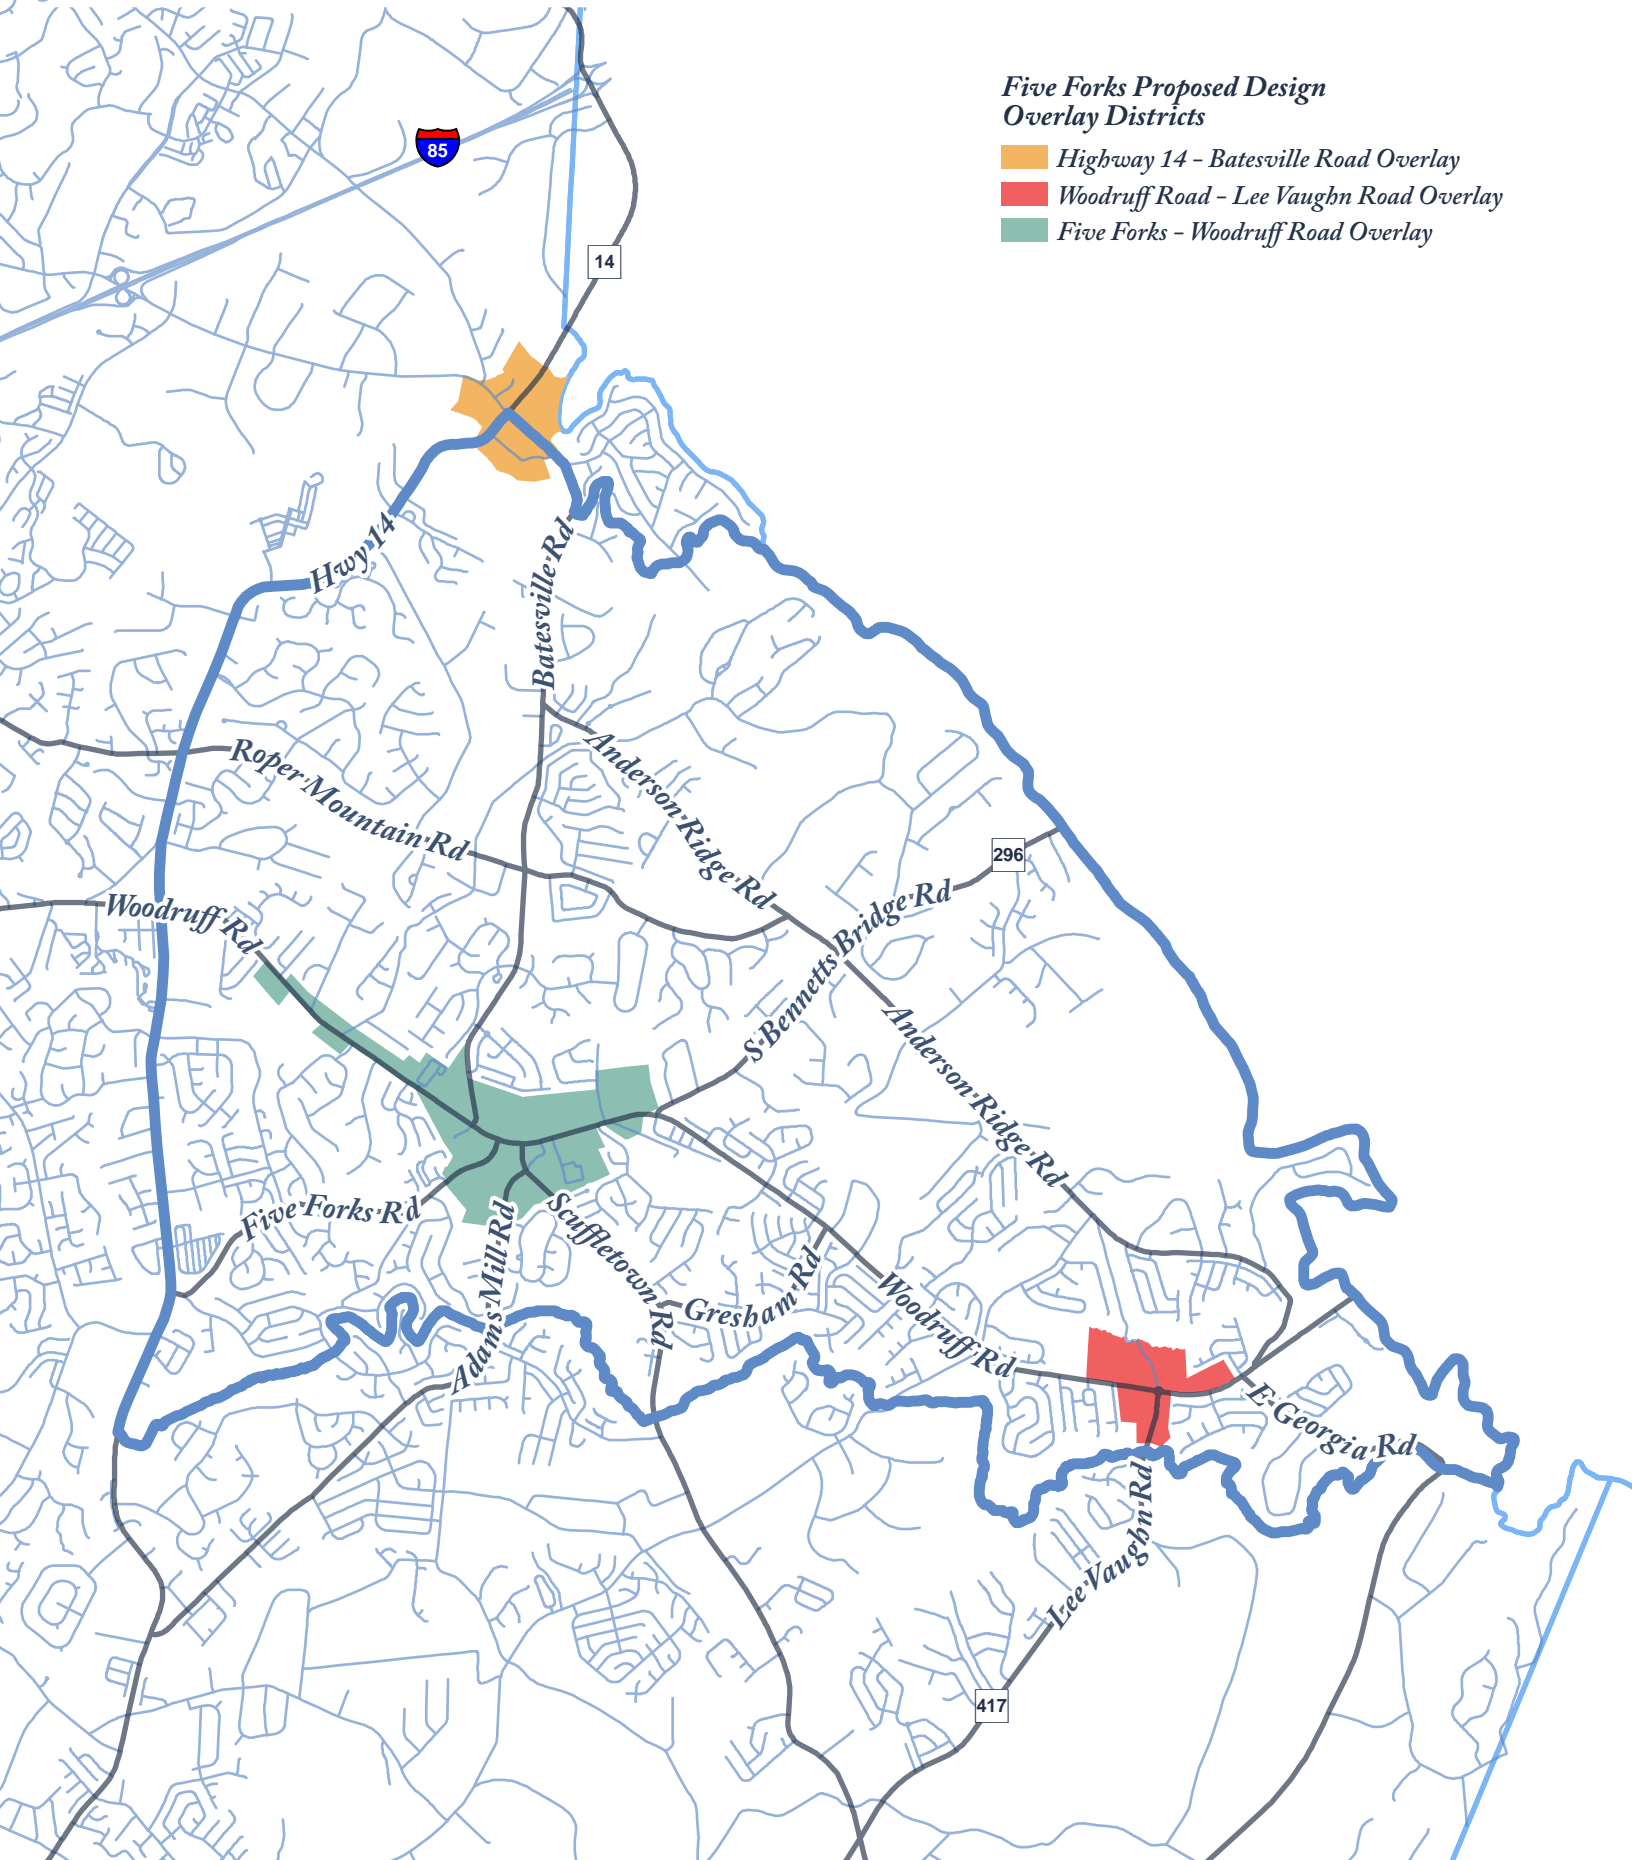 Five Forks Proposed Design
Overlay Districts
Highway 14 - Batesville Road Overlay
Woodruff Road - Lee Vaughn Road Overlay
Five Forks - Woodruff Road Overlay
85
14
Hwy 14
Batesville Rd
Roper Mountain Rd
Anderson Ridge Rd
296
Woodruff Rd
S Bennetts Bridge Rd
Anderson Ridge Rd
Five Forks Rd
Adams Mill Rd
Scuffletown Rd
Gresham Rd
Woodruff Rd
E Georgia Rd
Lee Vaughn Rd
417